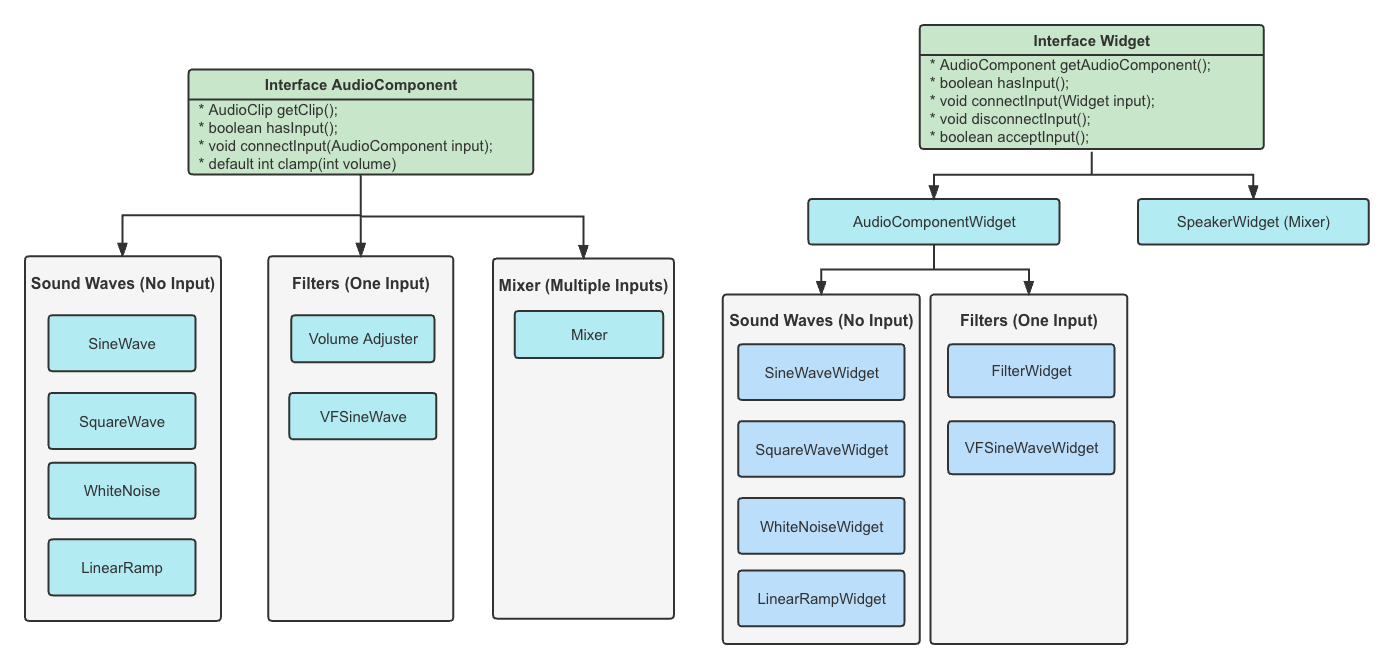 Interface AudioComponent
* AudioClip getClip();
* boolean hasInput();
* void connectInput(AudioComponent input);
* default int clamp(int volume)
Sound Waves (No Input)
SineWave
SquareWave
WhiteNoise
LinearRamp
Filters (One Input)
Volume Adjuster
VFSineWave
Mixer (Multiple Inputs)
Mixer
Interface Widget
* AudioComponent getAudioComponent();
* boolean hasInput();
* void connectInput(Widget input);
* void disconnectInput();
* boolean acceptInput();
AudioComponentWidget
SpeakerWidget (Mixer)
Sound Waves (No Input)
SineWaveWidget
SquareWaveWidget
WhiteNoiseWidget
LinearRampWidget
Filters (One Input)
FilterWidget
VFSineWaveWidget